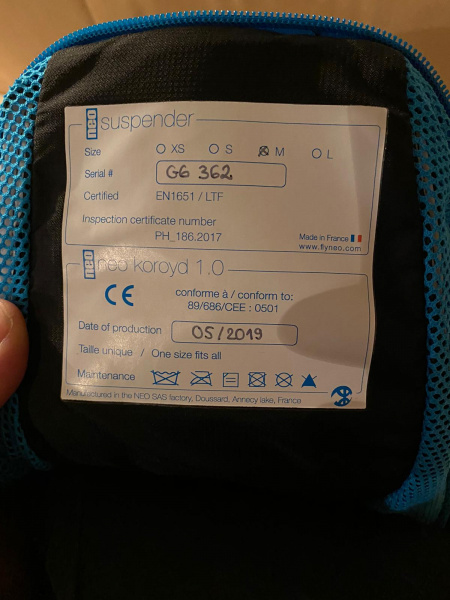 neo suspender
Size XS S M L
Serial # G6 362
Certified EN1651 / LTF
Inspection certificate number
PH_186.2017
Made in France
www.flyneo.com
neo neo koroyd 1.0
CE conforme à / conform to:
89/686/CEE : 0501
Date of production 05/2019
Taille unique / One size fits all
Maintenance
Manufactured in the NEO SAS factory, Doussard, Annecy lake, France